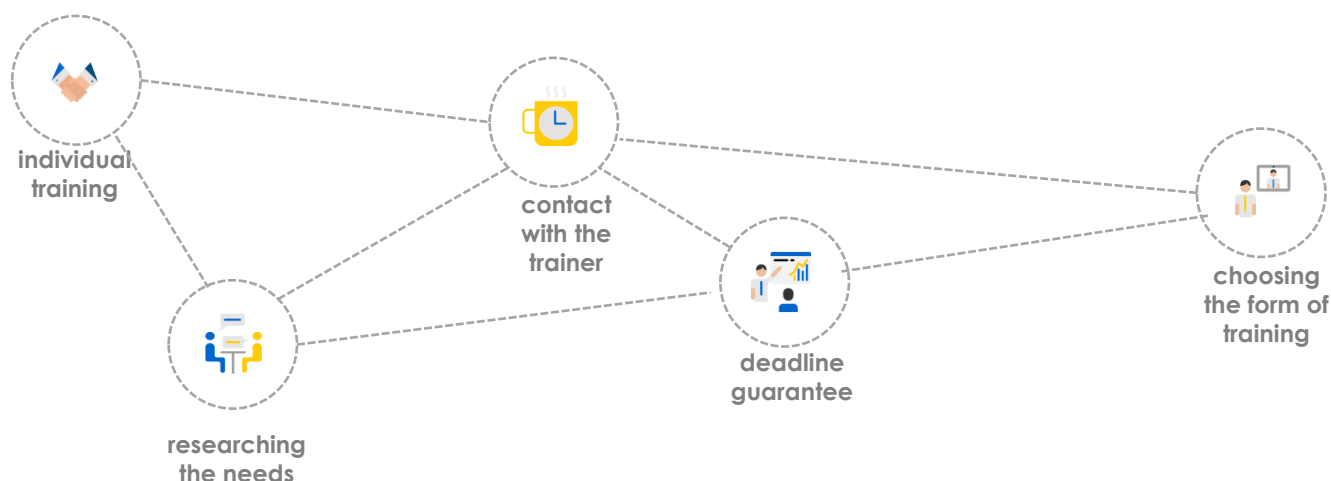 individual
training
contact
with the
trainer
choosing
the form of
training
deadline
guarantee
researching
the needs